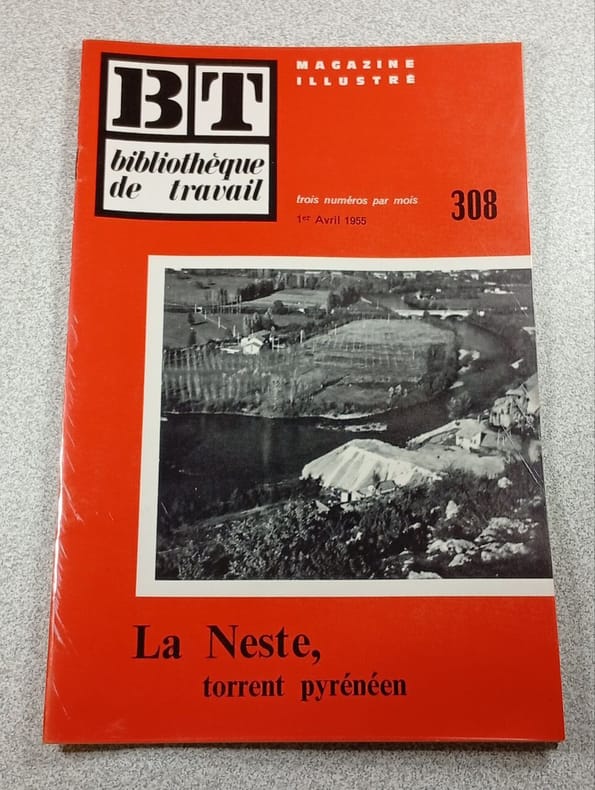 BT
MAGAZINE
ILLUSTRÉ
bibliothèque
de travail
trois numéros par mois
308
1er Avril 1955
La Neste,
torrent pyrénéen